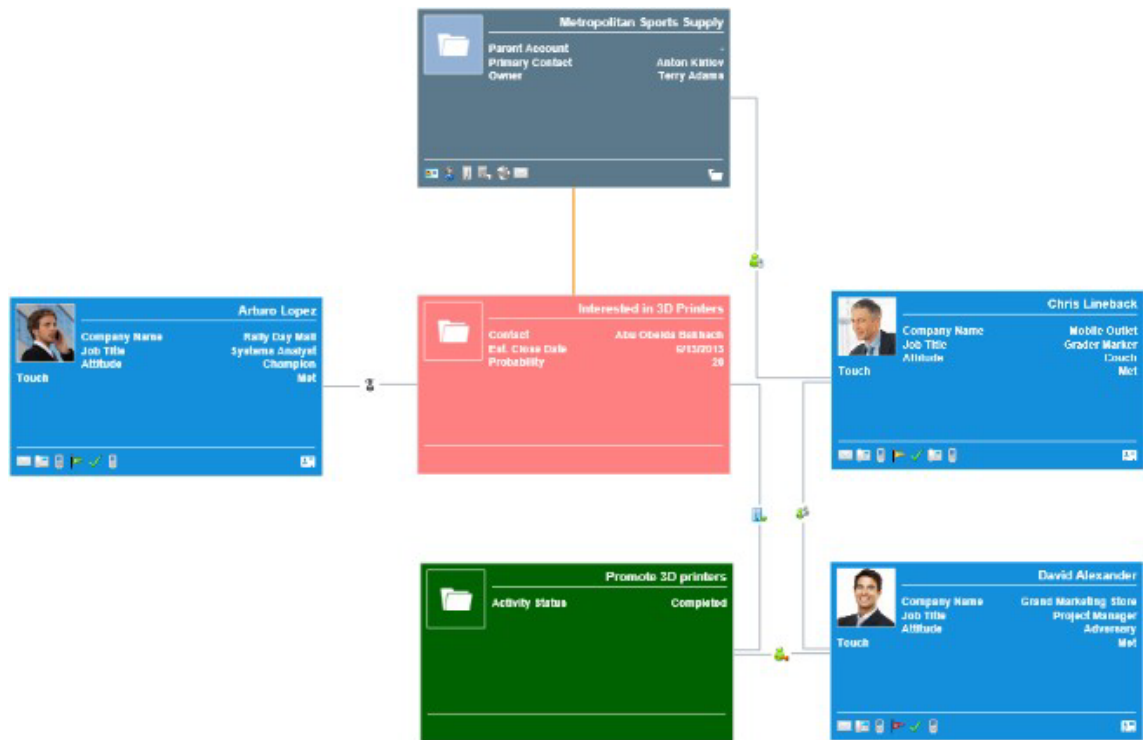 Metropolitan Sports Supply
Parent Account -
Primary Contact
Owner Terry Adams
Arturo Lopez
Company Name Rally Day Mall
Job Title Systems Analyst
Attitude Champion
Touch Met
Interested in 3D Printers
Contact Abu Obeida Bakhach
Est. Close Date 6/13/2013
Probability 20
Chris Lineback
Company Name Mobile Outlet
Job Title Grader Marker
Attitude Couch
Touch Met
Promote 3D printers
Activity Status Completed
David Alexander
Company Name Grand Marketing Store
Job Title Project Manager
Attitude Adversary
Touch Met